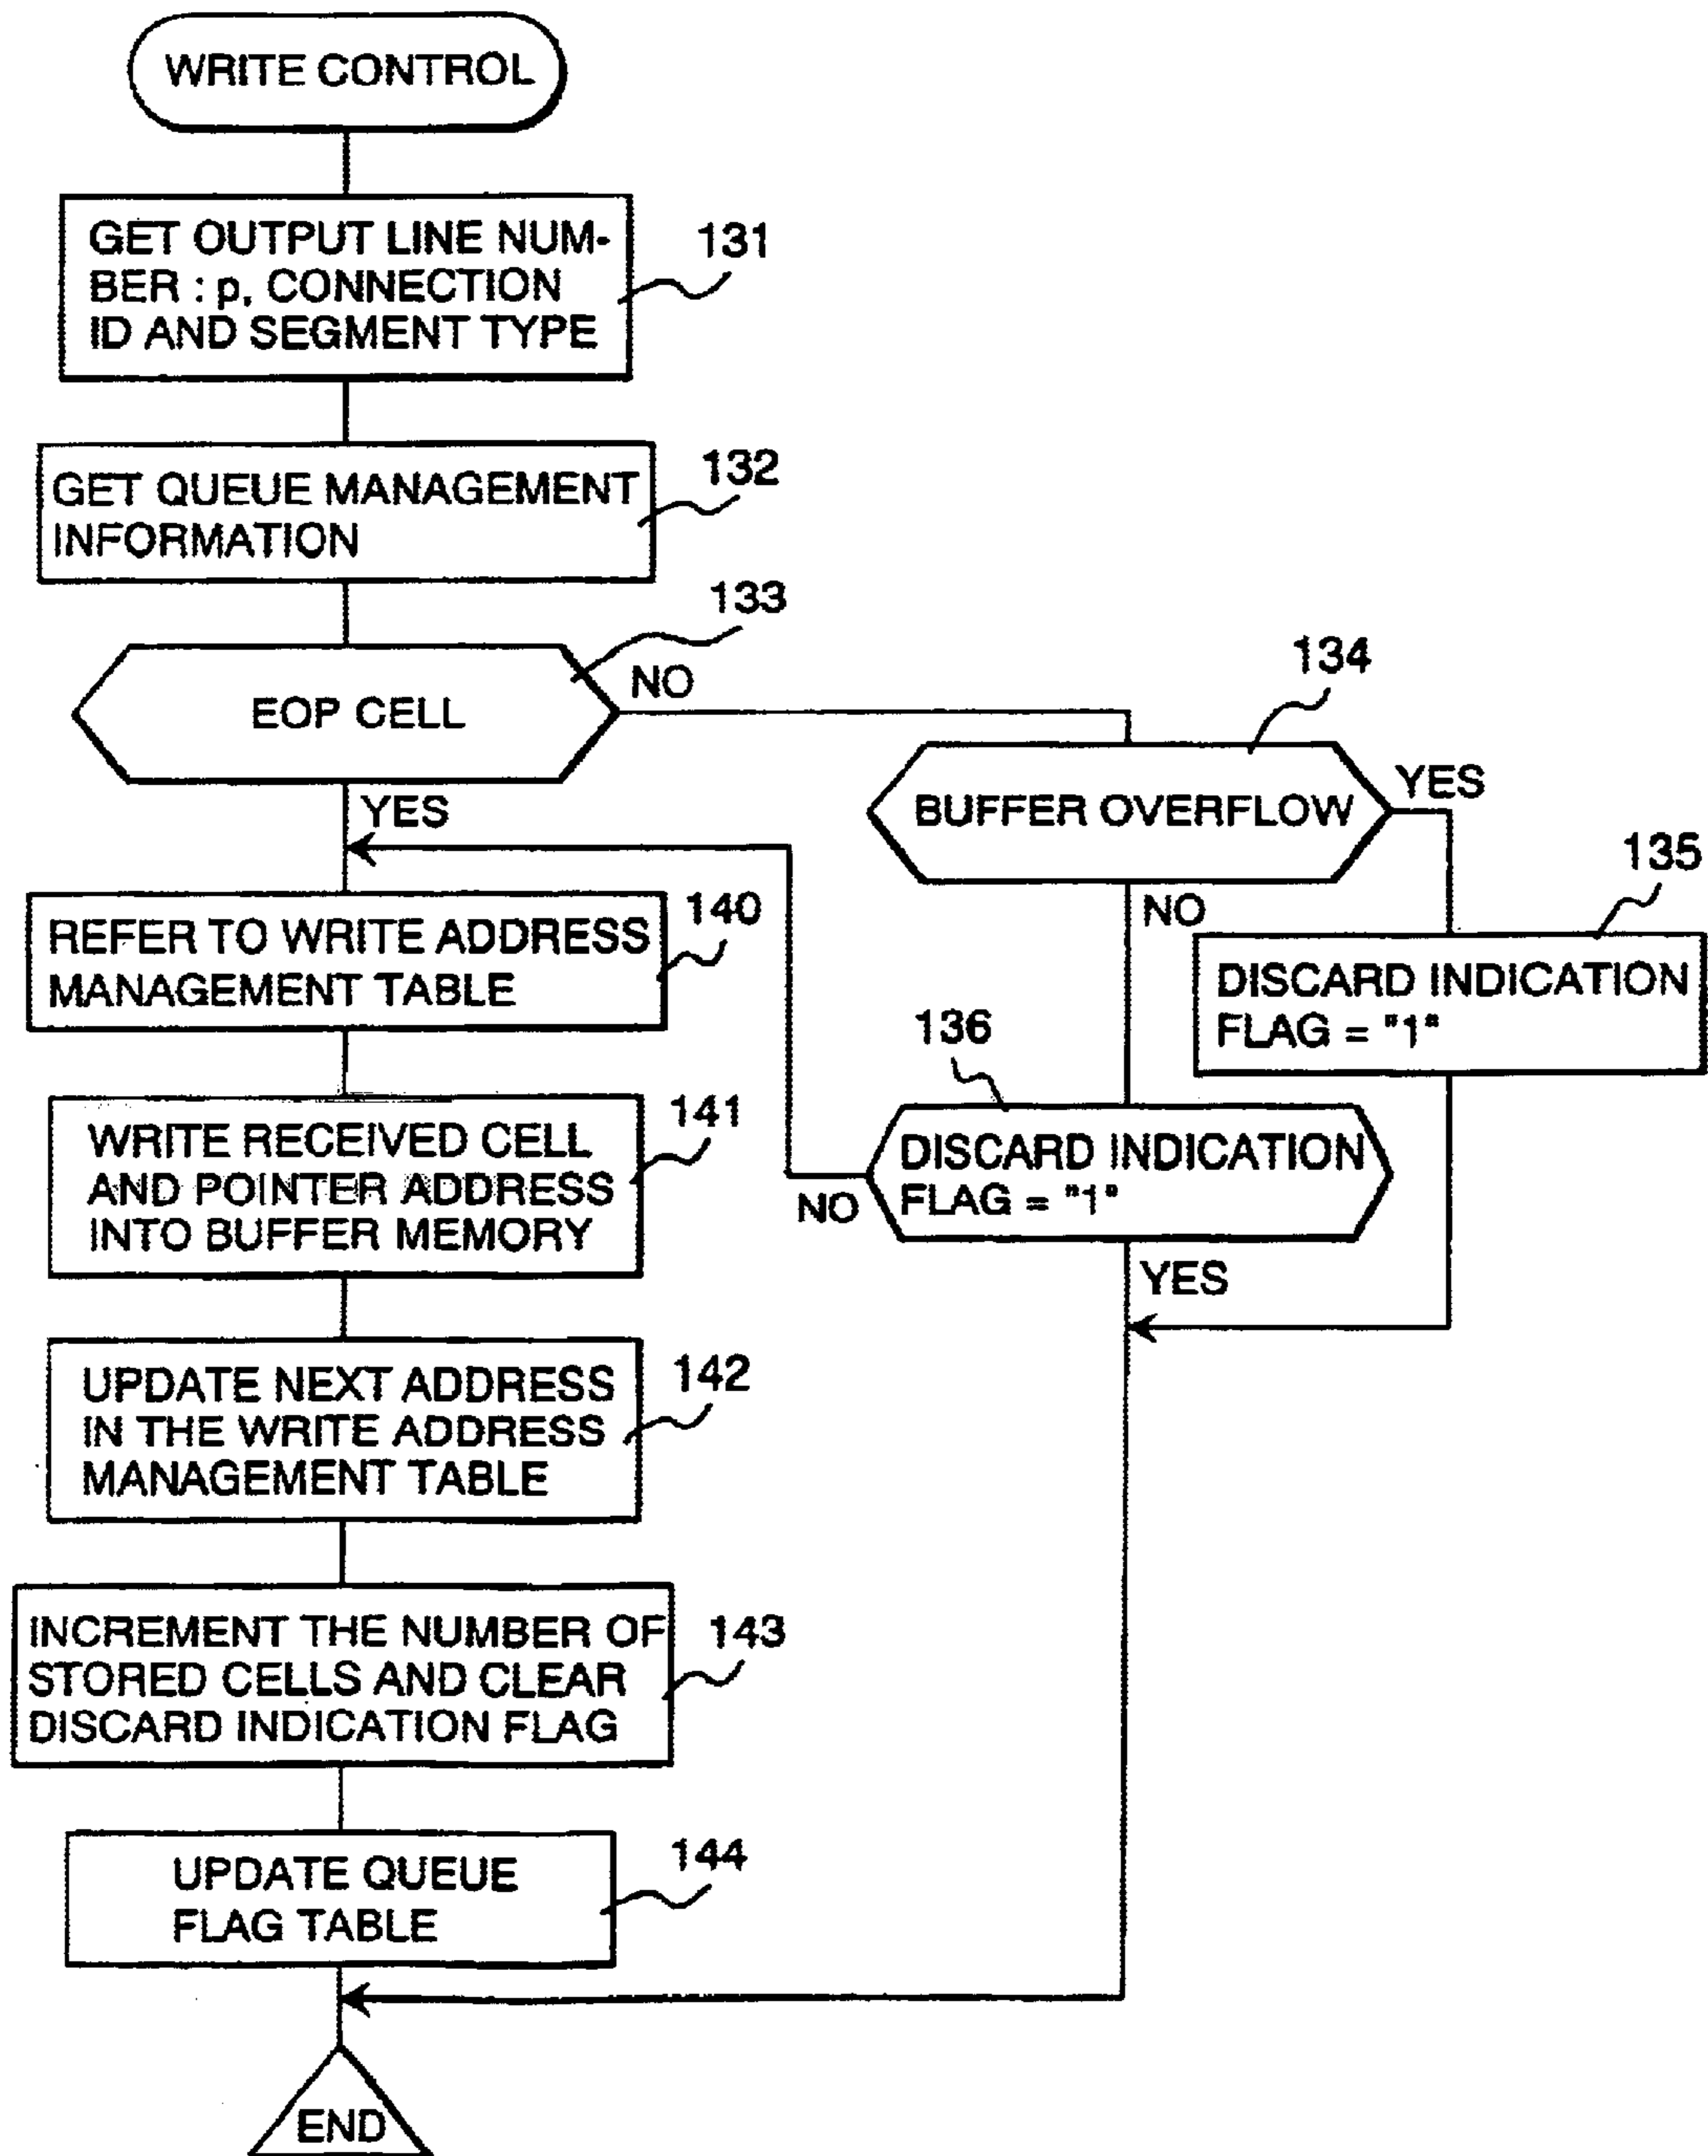 WRITE CONTROL
GET OUTPUT LINE NUM-
BER : p, CONNECTION
ID AND SEGMENT TYPE
131
GET QUEUE MANAGEMENT
INFORMATION
132
133
EOP CELL
NO
YES
134
BUFFER OVERFLOW
YES
NO
135
DISCARD INDICATION
FLAG = "1"
136
DISCARD INDICATION
FLAG = "1"
NO
YES
REFER TO WRITE ADDRESS
MANAGEMENT TABLE
140
WRITE RECEIVED CELL
AND POINTER ADDRESS
INTO BUFFER MEMORY
141
UPDATE NEXT ADDRESS
IN THE WRITE ADDRESS
MANAGEMENT TABLE
142
INCREMENT THE NUMBER OF
STORED CELLS AND CLEAR
DISCARD INDICATION FLAG
143
UPDATE QUEUE
FLAG TABLE
144
END